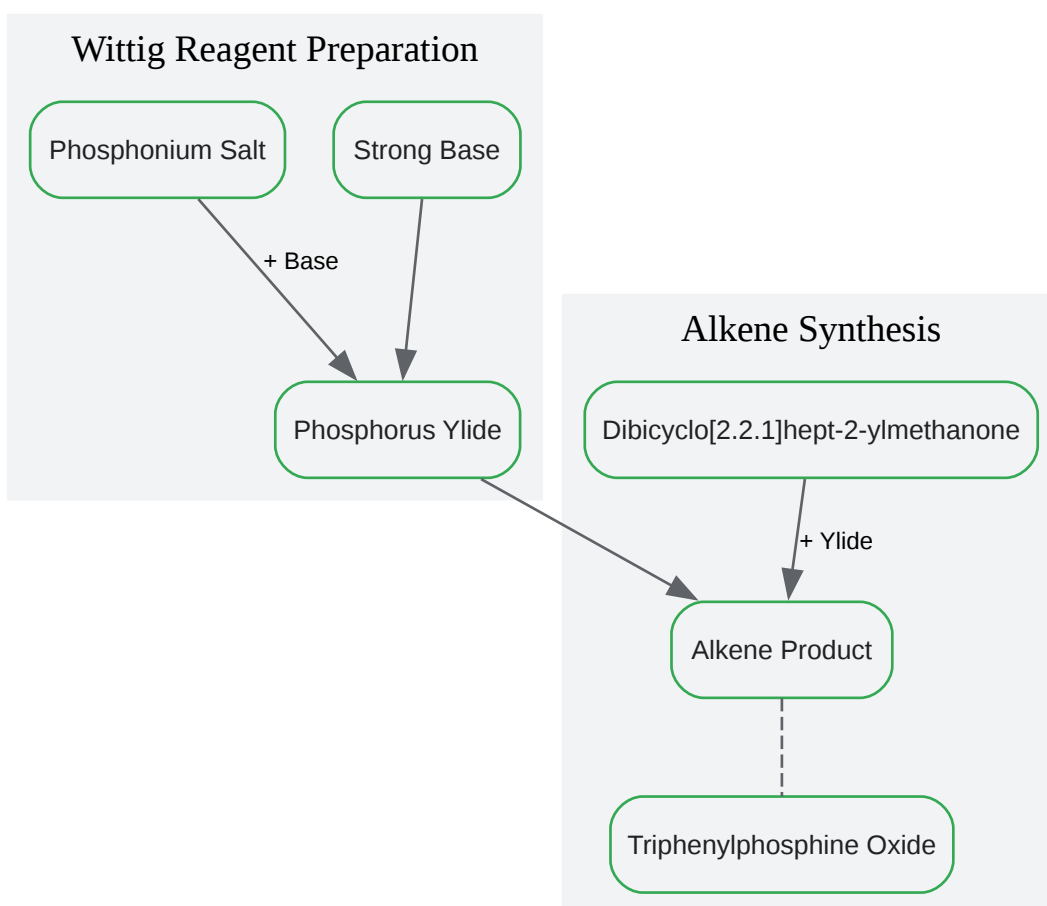 Wittig Reagent Preparation
Phosphonium Salt
Strong Base
+ Base
Phosphorus Ylide
Alkene Synthesis
Dibicyclo[2.2.1]hept-2-ylmethanone
+ Ylide
Alkene Product
Triphenylphosphine Oxide